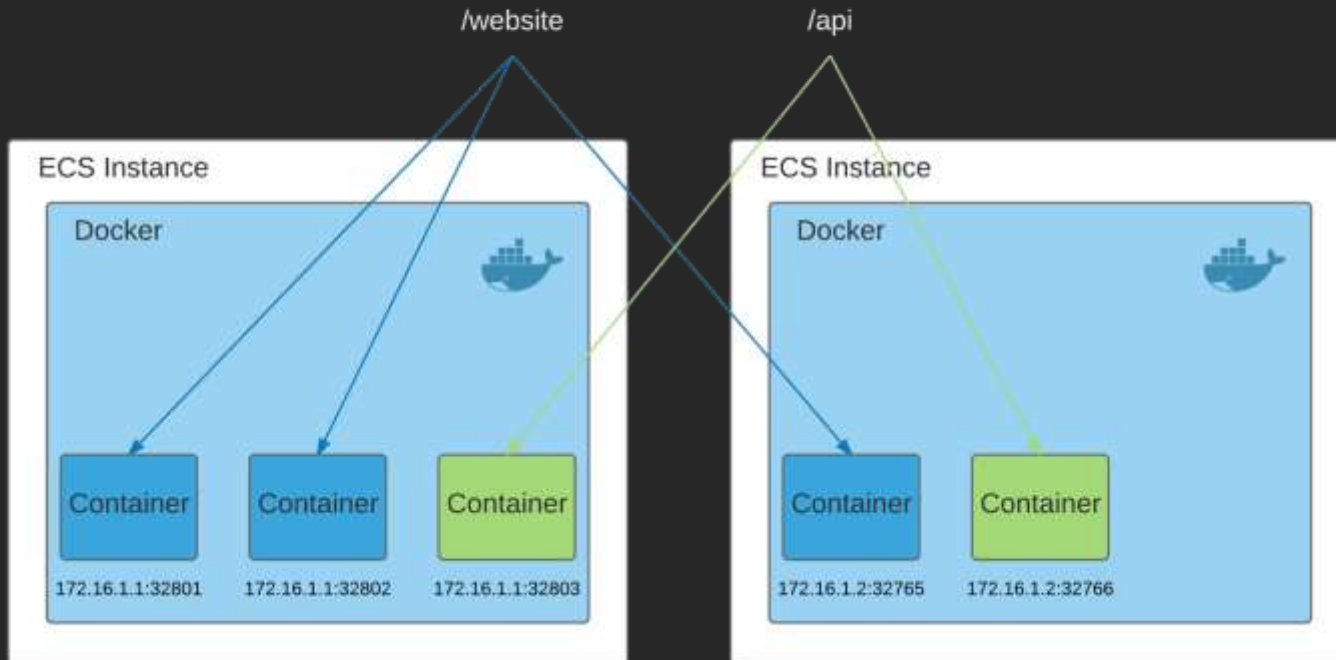 /website
/api
ECS Instance
ECS Instance
Docker
Docker
Container
Container
Container
Container
Container
172.16.1.1:32801
172.16.1.1:32802
172.16.1.1:32803
172.16.1.2:32765
172.16.1.2:32766